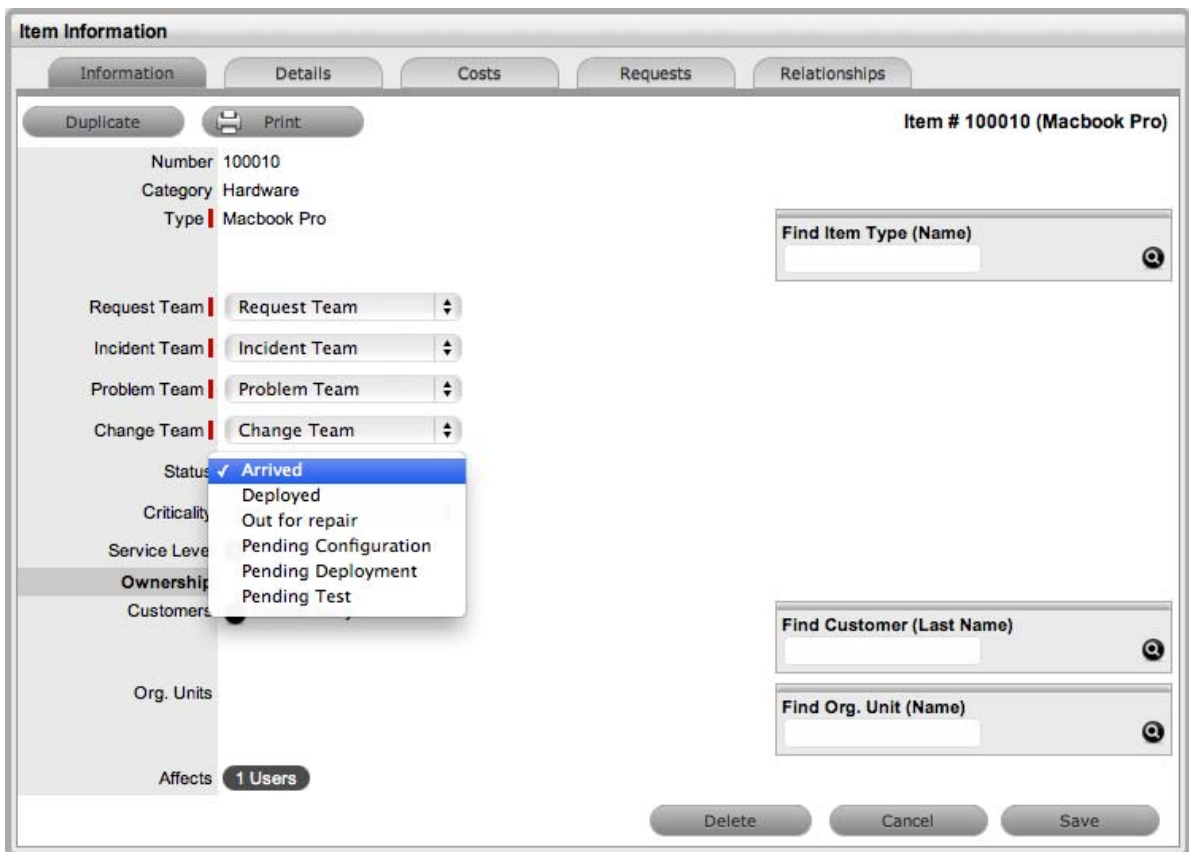 Item Information
Information Details Costs Requests Relationships
Duplicate Print Item # 100010 (Macbook Pro)
Number 100010
Category Hardware
Type Macbook Pro
Find Item Type (Name)
Request Team Request Team
Incident Team Incident Team
Problem Team Problem Team
Change Team Change Team
Status ✓ Arrived
Deployed
Criticality Out for repair
Pending Configuration
Service Leve
Pending Deployment
Ownership
Pending Test
Customers
Find Customer (Last Name)
Org. Units
Find Org. Unit (Name)
Affects 1 Users
Delete Cancel Save